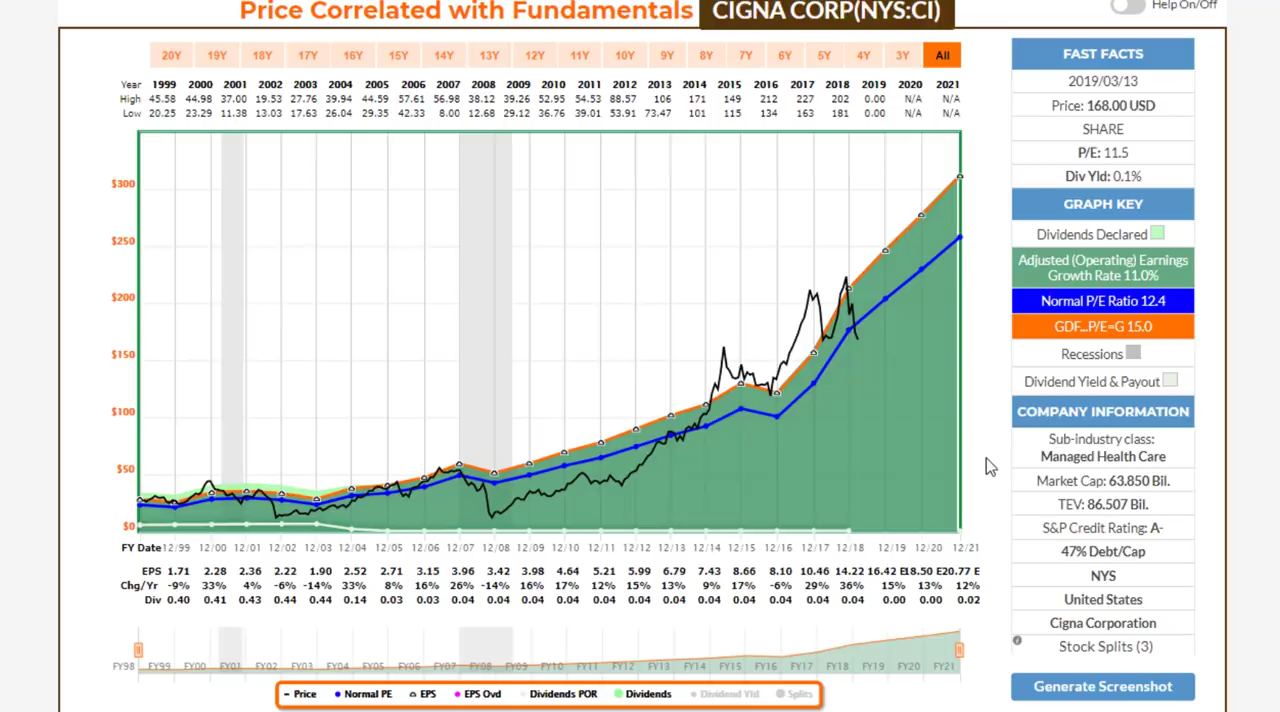 Price Correlated with Fundamentals CIGNA CORP(NYS:CI)
Help On/Off
20Y 19Y 18Y 17Y 16Y 15Y 14Y 13Y 12Y 11Y 10Y 9Y 8Y 7Y 6Y 5Y 4Y 3Y All
Year 1999 2000 2001 2002 2003 2004 2005 2006 2007 2008 2009 2010 2011 2012 2013 2014 2015 2016 2017 2018 2019 2020 2021
High 45.58 44.98 37.00 19.53 27.76 39.94 44.59 57.61 56.98 38.12 39.26 52.95 54.53 88.57 106 171 149 212 227 202 0.00 N/A N/A
Low 20.25 23.29 11.38 13.03 17.63 26.04 29.35 42.33 8.00 12.68 29.12 36.76 39.01 53.91 73.47 101 115 134 163 181 0.00 N/A N/A
$300
$250
$200
$150
$100
$50
$0
FY Date 12/99 12/00 12/01 12/02 12/03 12/04 12/05 12/06 12/07 12/08 12/09 12/10 12/11 12/12 12/13 12/14 12/15 12/16 12/17 12/18 12/19 12/20 12/21
EPS 1.71 2.28 2.36 2.22 1.90 2.52 2.71 3.15 3.96 3.42 3.98 4.64 5.21 5.99 6.79 7.43 8.66 8.10 10.46 14.22 16.42 E 18.50 E 20.77 E
Chg/Yr -9% 33% 4% -6% -14% 33% 8% 16% 26% -14% 16% 17% 12% 15% 13% 9% 17% -6% 29% 36% 15% 13% 12%
Div 0.40 0.41 0.43 0.44 0.44 0.14 0.03 0.03 0.04 0.04 0.04 0.04 0.04 0.04 0.04 0.04 0.04 0.04 0.04 0.04 0.00 0.00 0.02
FY98 FY99 FY00 FY01 FY02 FY03 FY04 FY05 FY06 FY07 FY08 FY09 FY10 FY11 FY12 FY13 FY14 FY15 FY16 FY17 FY18 FY19 FY20 FY21
Price Normal PE EPS EPS Ovd Dividends POR Dividends Dividend Yld Splits
FAST FACTS
2019/03/13
Price: 168.00 USD
SHARE
P/E: 11.5
Div Yld: 0.1%
GRAPH KEY
Dividends Declared
Adjusted (Operating) Earnings
Growth Rate 11.0%
Normal P/E Ratio 12.4
GDF...P/E=G 15.0
Recessions
Dividend Yield & Payout
COMPANY INFORMATION
Sub-industry class:
Managed Health Care
Market Cap: 63.850 Bil.
TEV: 86.507 Bil.
S&P Credit Rating: A-
47% Debt/Cap
NYS
United States
Cigna Corporation
Stock Splits (3)
Generate Screenshot